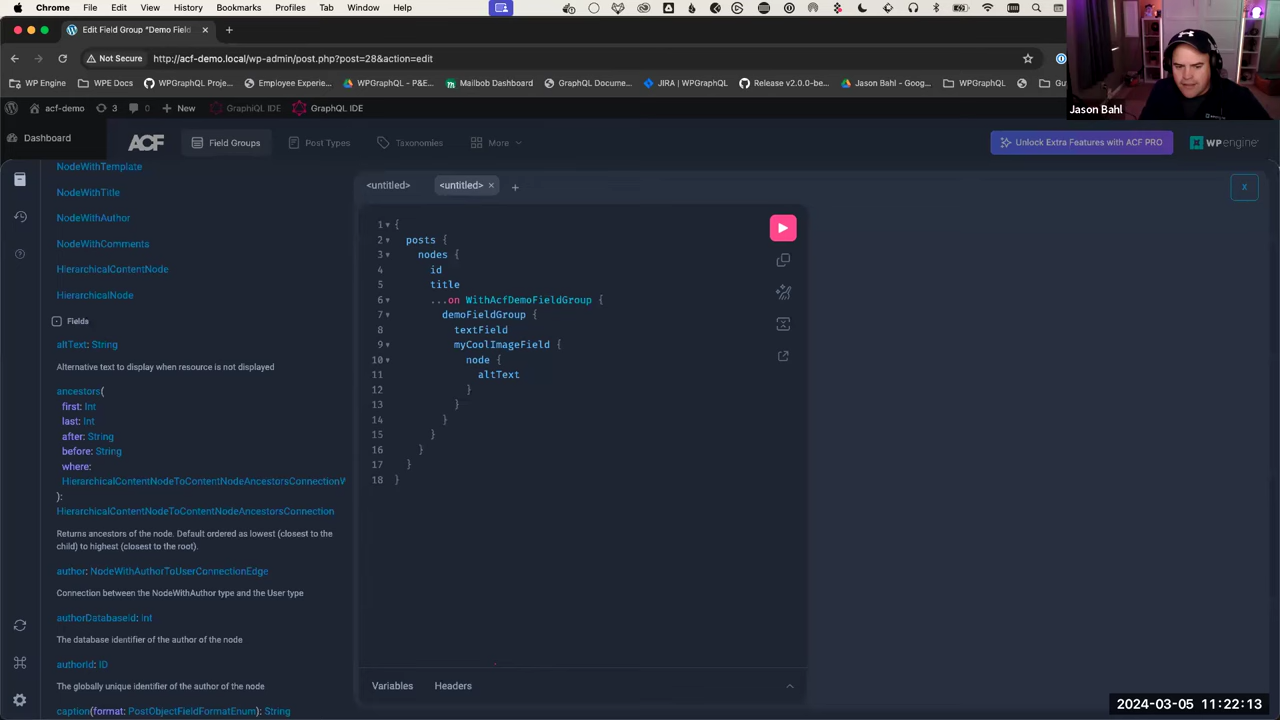 Chrome File Edit View History Bookmarks Profiles Tab Window Help
Edit Field Group "Demo Field
Not Secure http://acf-demo.local/wp-admin/post.php?post=28&action=edit
WP Engine WPE Docs WPGraphQL Proje... Employee Experie... WPGraphQL - P&E... Mailbob Dashboard GraphQL Docume... JIRA | WPGraphQL Release v2.0.0-be... Jason Bahl - Goog... WPGraphQL
acf-demo 3 0 New GraphiQL IDE GraphQL IDE
Jason Bahl
Dashboard
ACF Field Groups Post Types Taxonomies More Unlock Extra Features with ACF PRO WP engine
NodeWithTemplate
NodeWithTitle
NodeWithAuthor
NodeWithComments
HierarchicalContentNode
HierarchicalNode
Fields
altText: String
Alternative text to display when resource is not displayed
ancestors(
first: Int
last: Int
after: String
before: String
where:
HierarchicalContentNodeToContentNodeAncestorsConnectionW
):
HierarchicalContentNodeToContentNodeAncestorsConnection
Returns ancestors of the node. Default ordered as lowest (closest to the
child) to highest (closest to the root).
author: NodeWithAuthorToUserConnectionEdge
Connection between the NodeWithAuthor type and the User type
authorDatabaseId: Int
The database identifier of the author of the node
authorId: ID
The globally unique identifier of the author of the node
caption(format: PostObjectFieldFormatEnum): String
<untitled> <untitled> × + X
1 {
2 posts {
3 nodes {
4 id
5 title
6 ...on WithAcfDemoFieldGroup {
7 demoFieldGroup {
8 textField
9 myCoolImageField {
10 node {
11 altText
12 }
13 }
14 }
15 }
16 }
17 }
18 }
Variables Headers
2024-03-05 11:22:13